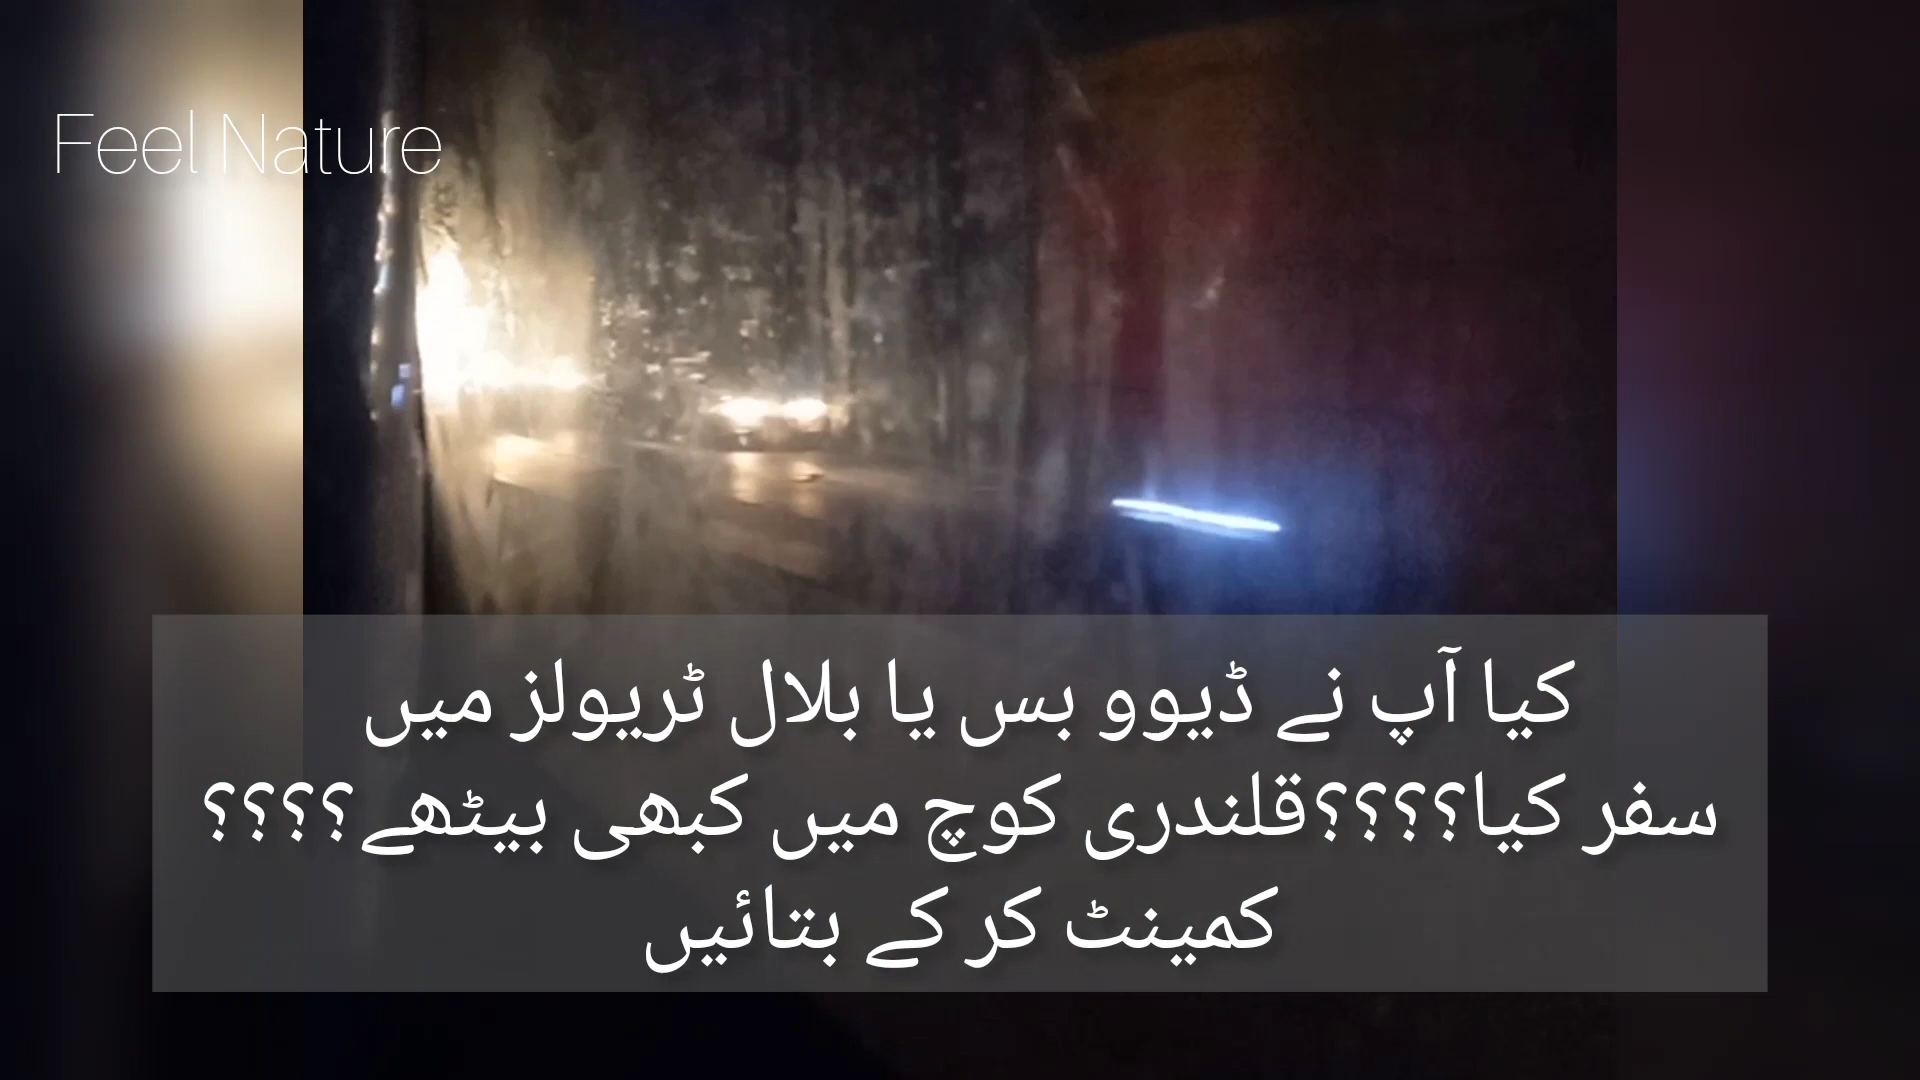 Feel Nature
کیا آپ نے ڈیوو بس یا بلال ٹریولز میں
سفر کیا؟؟؟؟قلندری کوچ میں کبھی بیٹھے؟؟؟؟
کمینٹ کر کے بتائیں